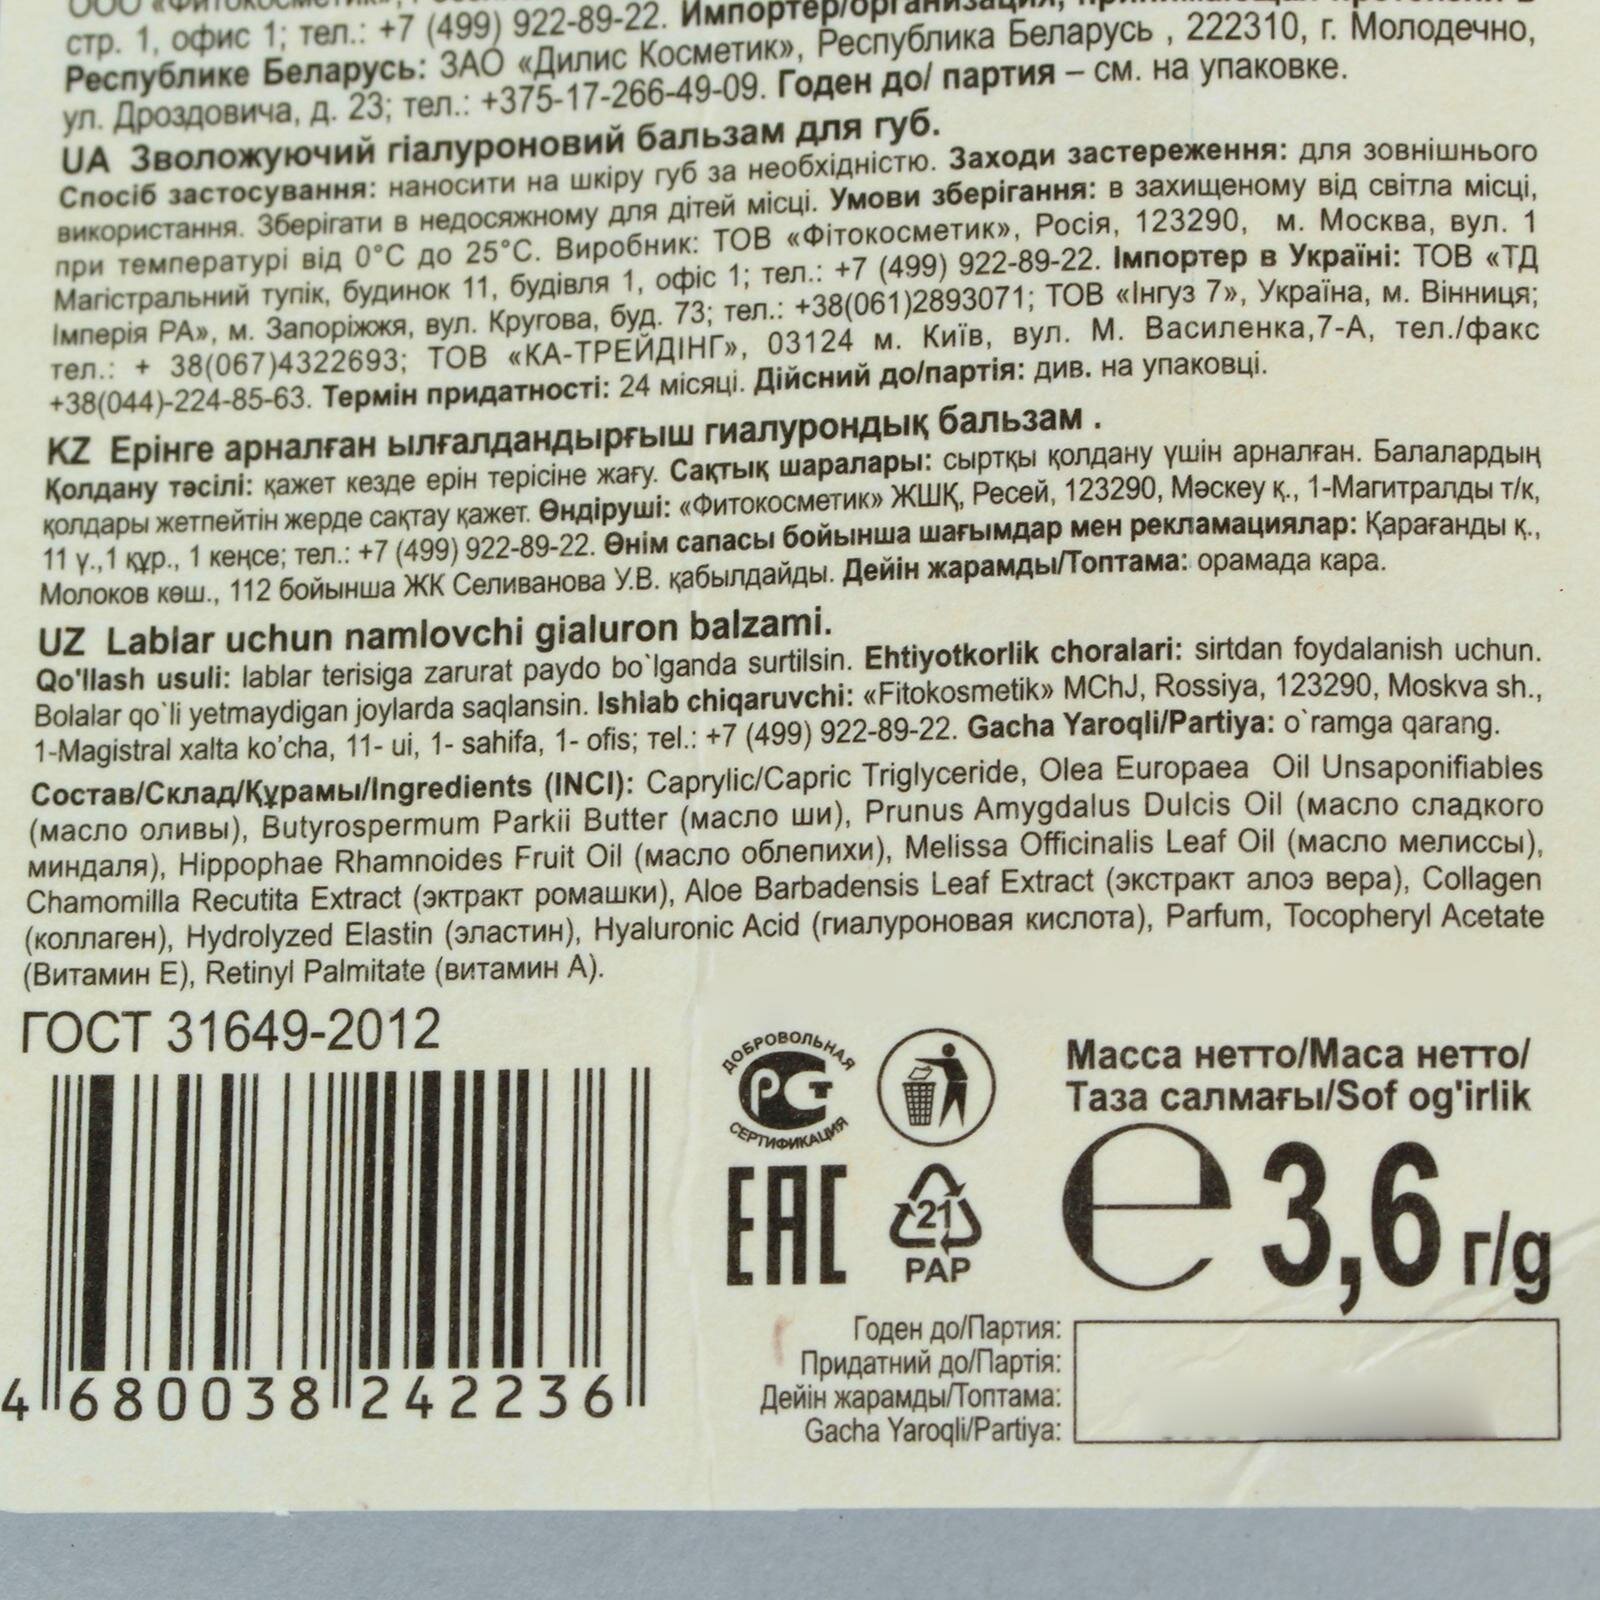 ООО «Фитокосметик»,
стр. 1, офис 1; тел.: +7 (499) 922-89-22. Импортер/организация, принимающая претензии в
Республике Беларусь: ЗАО «Дилис Косметик», Республика Беларусь , 222310, г. Молодечно,
ул. Дроздовича, д. 23; тел.: +375-17-266-49-09. Годен до/ партия – см. на упаковке.
UA Зволожуючий гіалуроновий бальзам для губ.
Спосіб застосування: наносити на шкіру губ за необхідністю. Заходи застереження: для зовнішнього
використання. Зберігати в недосяжному для дітей місці. Умови зберігання: в захищеному від світла місці,
при температурі від 0°С до 25°С. Виробник: ТОВ «Фітокосметик», Росія, 123290, м. Москва, вул. 1
Магістральний тупік, будинок 11, будівля 1, офіс 1; тел.: +7 (499) 922-89-22. Імпортер в Україні: ТОВ «ТД
Імперія РА», м. Запоріжжя, вул. Кругова, буд. 73; тел.: +38(061)2893071; ТОВ «Інгуз 7», Україна, м. Вінниця;
тел.: + 38(067)4322693; ТОВ «КА-ТРЕЙДІНГ», 03124 м. Київ, вул. М. Василенка,7-А, тел./факс
+38(044)-224-85-63. Термін придатності: 24 місяці. Дійсний до/партія: див. на упаковці.
KZ Ерінге арналған ылғалдандырғыш гиалурондық бальзам .
Қолдану тәсілі: қажет кезде ерін терісіне жағу. Сақтық шаралары: сыртқы қолдану үшін арналған. Балалардың
қолдары жетпейтін жерде сақтау қажет. Өндіруші: «Фитокосметик» ЖШҚ, Ресей, 123290, Мәскеу қ., 1-Магитралды т/к,
11 ү.,1 құр., 1 кеңсе; тел.: +7 (499) 922-89-22. Өнім сапасы бойынша шағымдар мен рекламациялар: Қарағанды қ.,
Молоков көш., 112 бойынша ЖК Селиванова У.В. қабылдайды. Дейін жарамды/Топтама: орамада кара.
UZ Lablar uchun namlovchi gialuron balzami.
Qo'llash usuli: lablar terisiga zarurat paydo bo`lganda surtilsin. Ehtiyotkorlik choralari: sirtdan foydalanish uchun.
Bolalar qo`li yetmaydigan joylarda saqlansin. Ishlab chiqaruvchi: «Fitokosmetik» MChJ, Rossiya, 123290, Moskva sh.,
1-Magistral xalta ko’cha, 11- ui, 1- sahifa, 1- ofis; тel.: +7 (499) 922-89-22. Gacha Yaroqli/Partiya: o`ramga qarang.
Состав/Склад/Құрамы/Ingredients (INCI): Caprylic/Capric Triglyceride, Olea Europaea Oil Unsaponifiables
(масло оливы), Butyrospermum Parkii Butter (масло ши), Prunus Amygdalus Dulcis Oil (масло сладкого
миндаля), Hippophae Rhamnoides Fruit Oil (масло облепихи), Melissa Officinalis Leaf Oil (масло мелиссы),
Chamomilla Recutita Extract (эктракт ромашки), Aloe Barbadensis Leaf Extract (экстракт алоэ вера), Collagen
(коллаген), Hydrolyzed Elastin (эластин), Hyaluronic Acid (гиалуроновая кислота), Parfum, Tocopheryl Acetate
(Витамин Е), Retinyl Palmitate (витамин А).
ГОСТ 31649-2012
4 680038 242236
ДОБРОВОЛЬНАЯ
РСТ
СЕРТИФИКАЦИЯ
EAC
21
PAP
Масса нетто/Маса нетто/
Таза салмағы/Sof og'irlik
℮ 3,6 г/g
Годен до/Партия:
Придатний до/Партія:
Дейін жарамды/Топтама:
Gacha Yaroqli/Partiya: